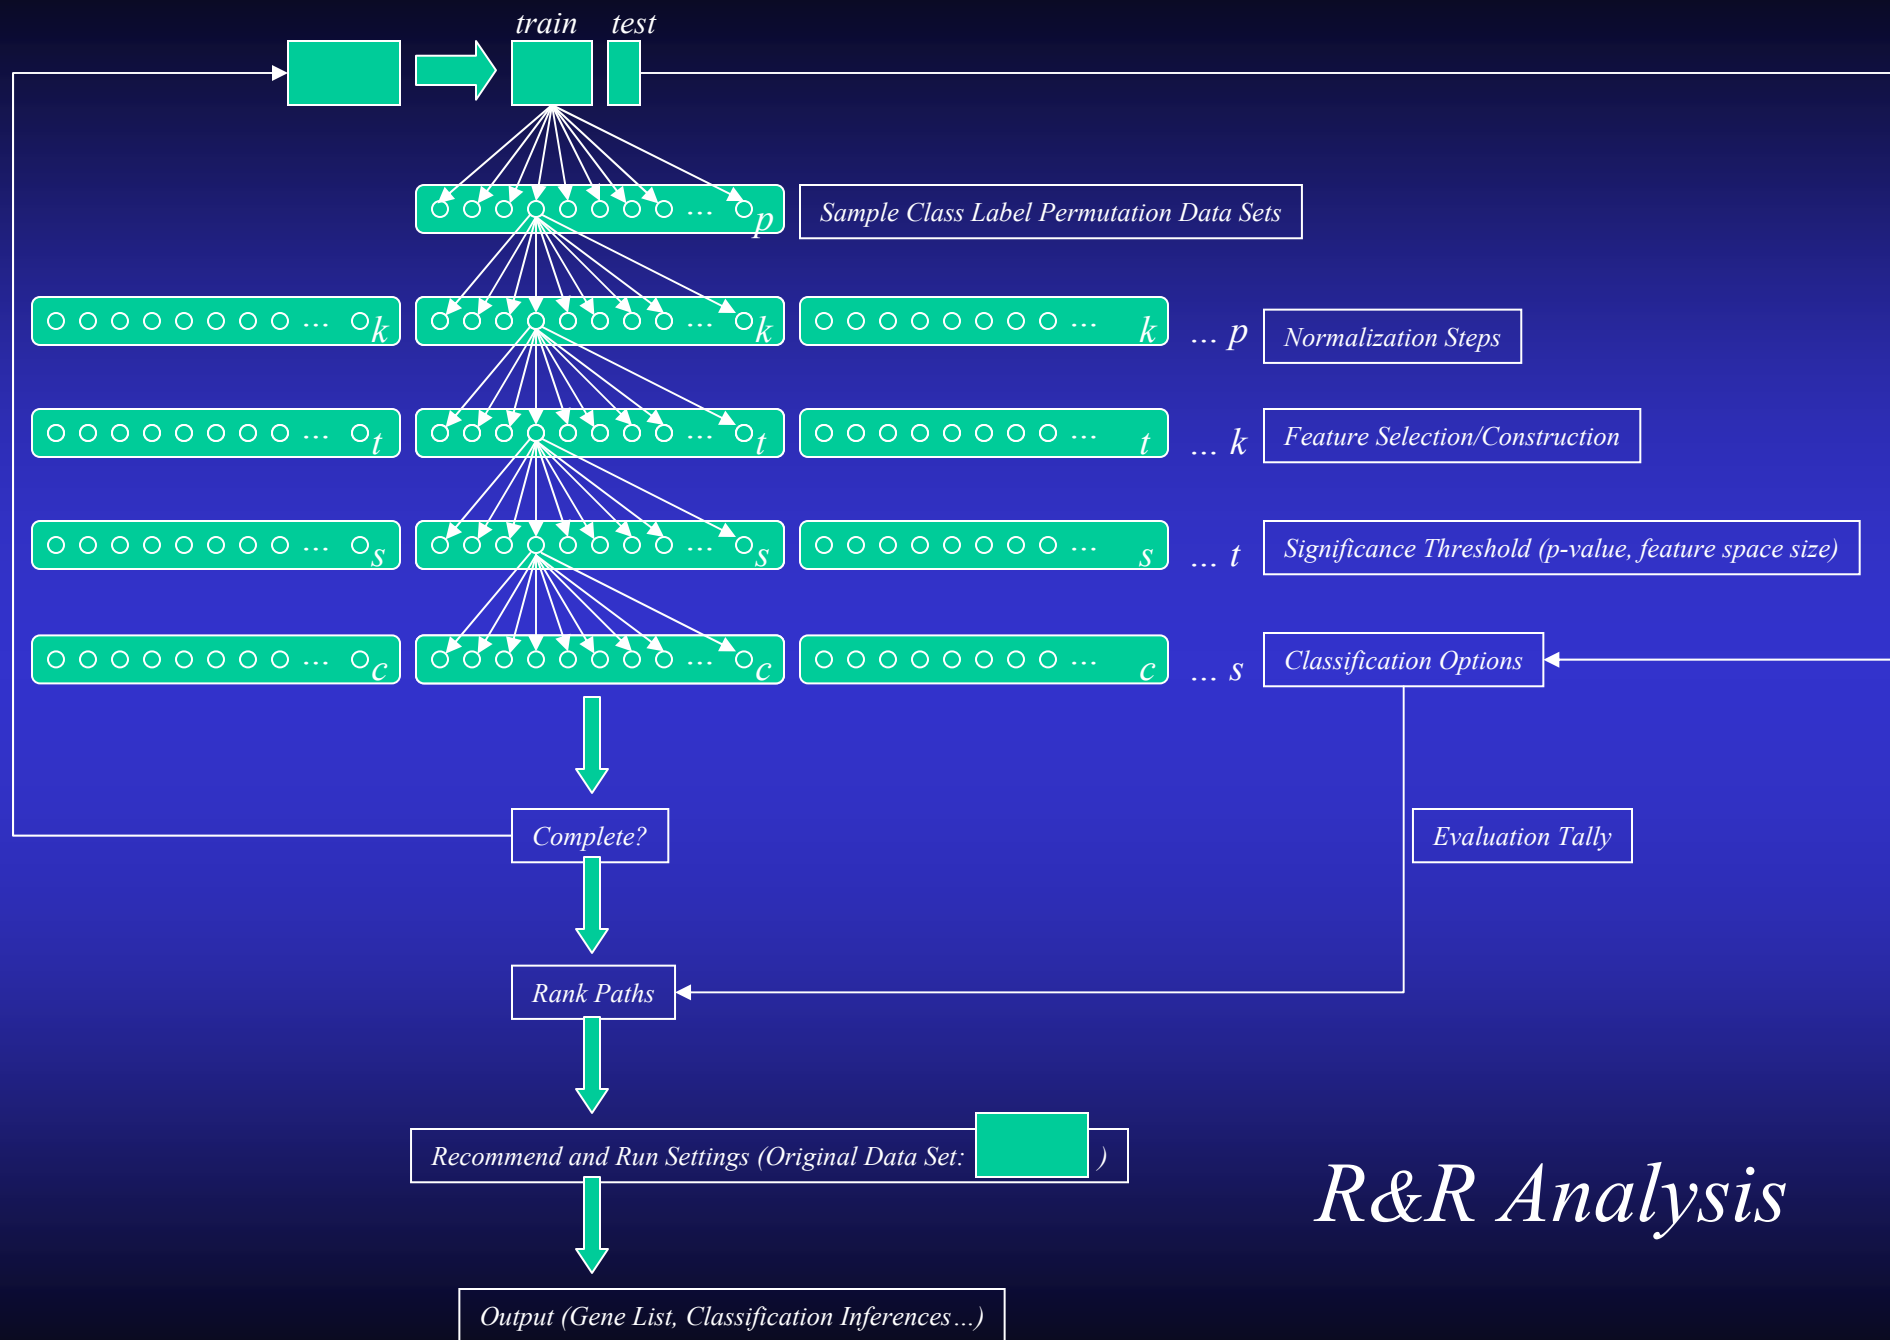 train test
... p Sample Class Label Permutation Data Sets
... k ... k ... k ... p Normalization Steps
... t ... t ... t ... k Feature Selection/Construction
... s ... s ... s ... t Significance Threshold (p-value, feature space size)
... c ... c ... c ... s Classification Options
Complete? Evaluation Tally
Rank Paths
Recommend and Run Settings (Original Data Set: )
R&R Analysis
Output (Gene List, Classification Inferences...)